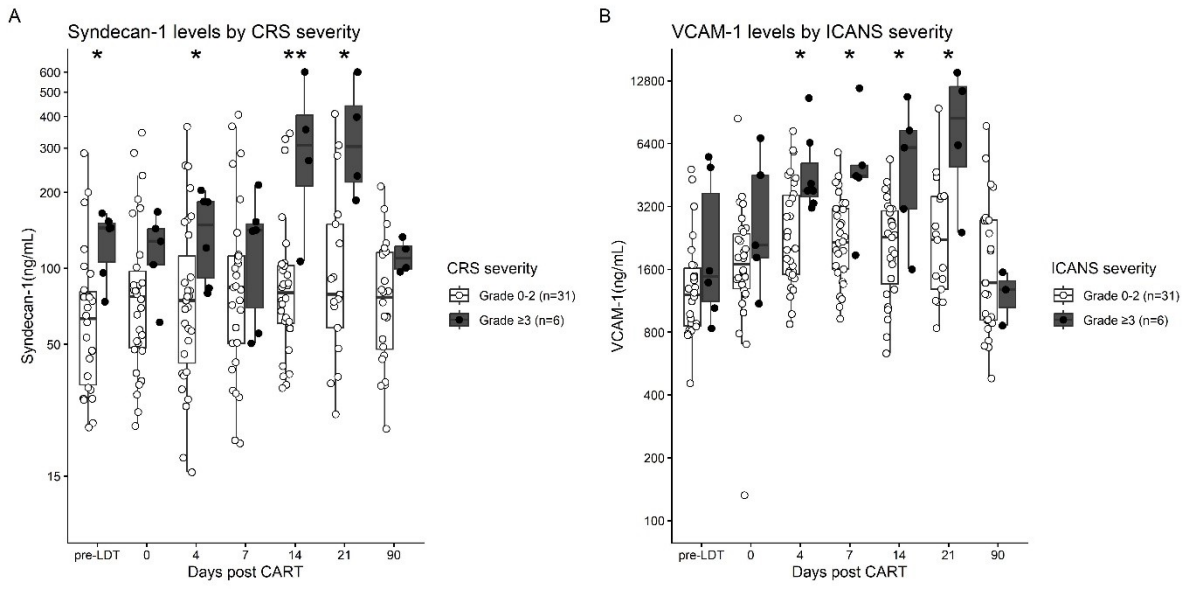 A
Syndecan-1 levels by CRS severity
* * ** *
600
500
400
300
200
100
50
15
Syndecan-1(ng/mL)
pre-LDT 0 4 7 14 21 90
Days post CART
CRS severity
Grade 0-2 (n=31)
Grade ≥3 (n=6)
B
VCAM-1 levels by ICANS severity
* * * *
12800
6400
3200
1600
800
400
200
100
VCAM-1(ng/mL)
pre-LDT 0 4 7 14 21 90
Days post CART
ICANS severity
Grade 0-2 (n=31)
Grade ≥3 (n=6)